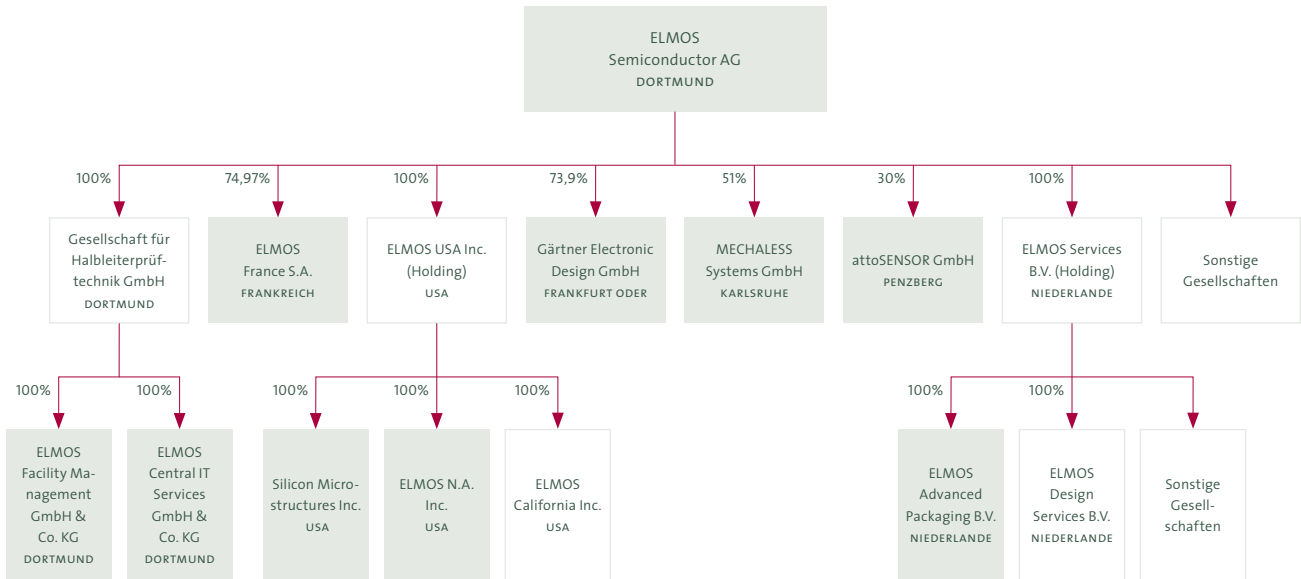 ELMOS
Semiconductor AG
DORTMUND
100%
74,97%
100%
73,9%
51%
30%
100%
Gesellschaft für
Halbleiterprüf-
technik GmbH
DORTMUND
ELMOS
France S.A.
FRANKREICH
ELMOS USA Inc.
(Holding)
USA
Gärtner Electronic
Design GmbH
FRANKFURT ODER
MECHALESS
Systems GmbH
KARLSRUHE
attoSENSOR GmbH
PENZBERG
ELMOS Services
B.V. (Holding)
NIEDERLANDE
Sonstige
Gesellschaften
100%
100%
100%
100%
100%
100%
100%
ELMOS
Facility Ma-
nagement
GmbH &
Co. KG
DORTMUND
ELMOS
Central IT
Services
GmbH &
Co. KG
DORTMUND
Silicon Micro-
structures Inc.
USA
ELMOS N.A.
Inc.
USA
ELMOS
California Inc.
USA
ELMOS
Advanced
Packaging B.V.
NIEDERLANDE
ELMOS
Design
Services B.V.
NIEDERLANDE
Sonstige
Gesell-
schaften